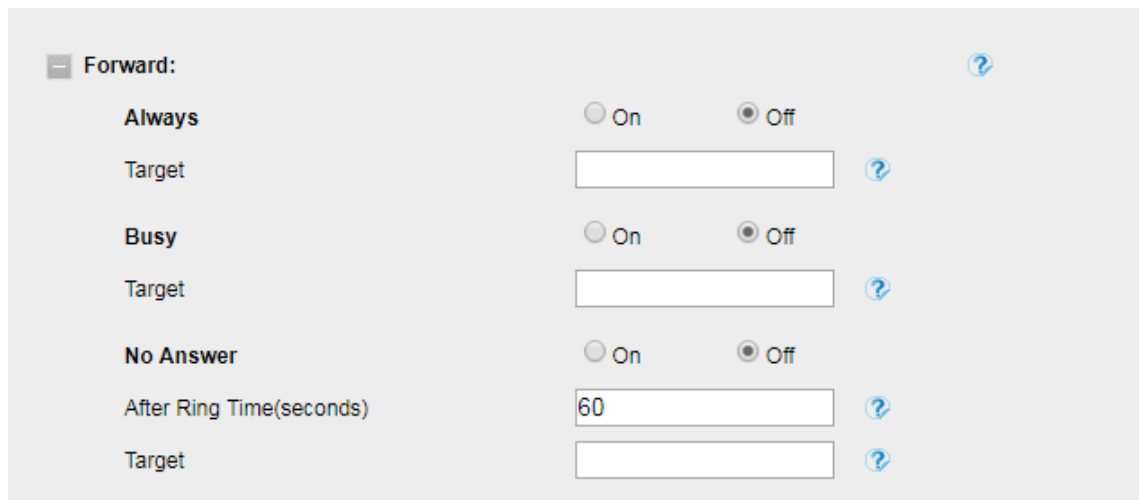 Forward:
Always On Off
Target
Busy On Off
Target
No Answer On Off
After Ring Time(seconds) 60
Target